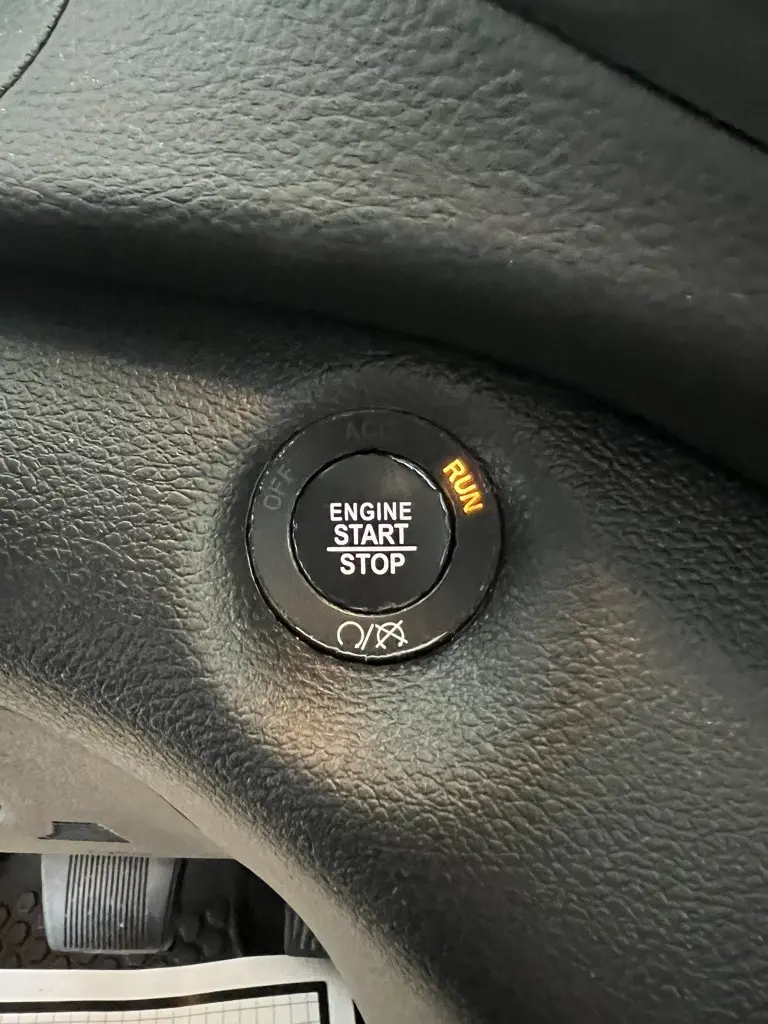 ACC
OFF
RUN
ENGINE
START
STOP